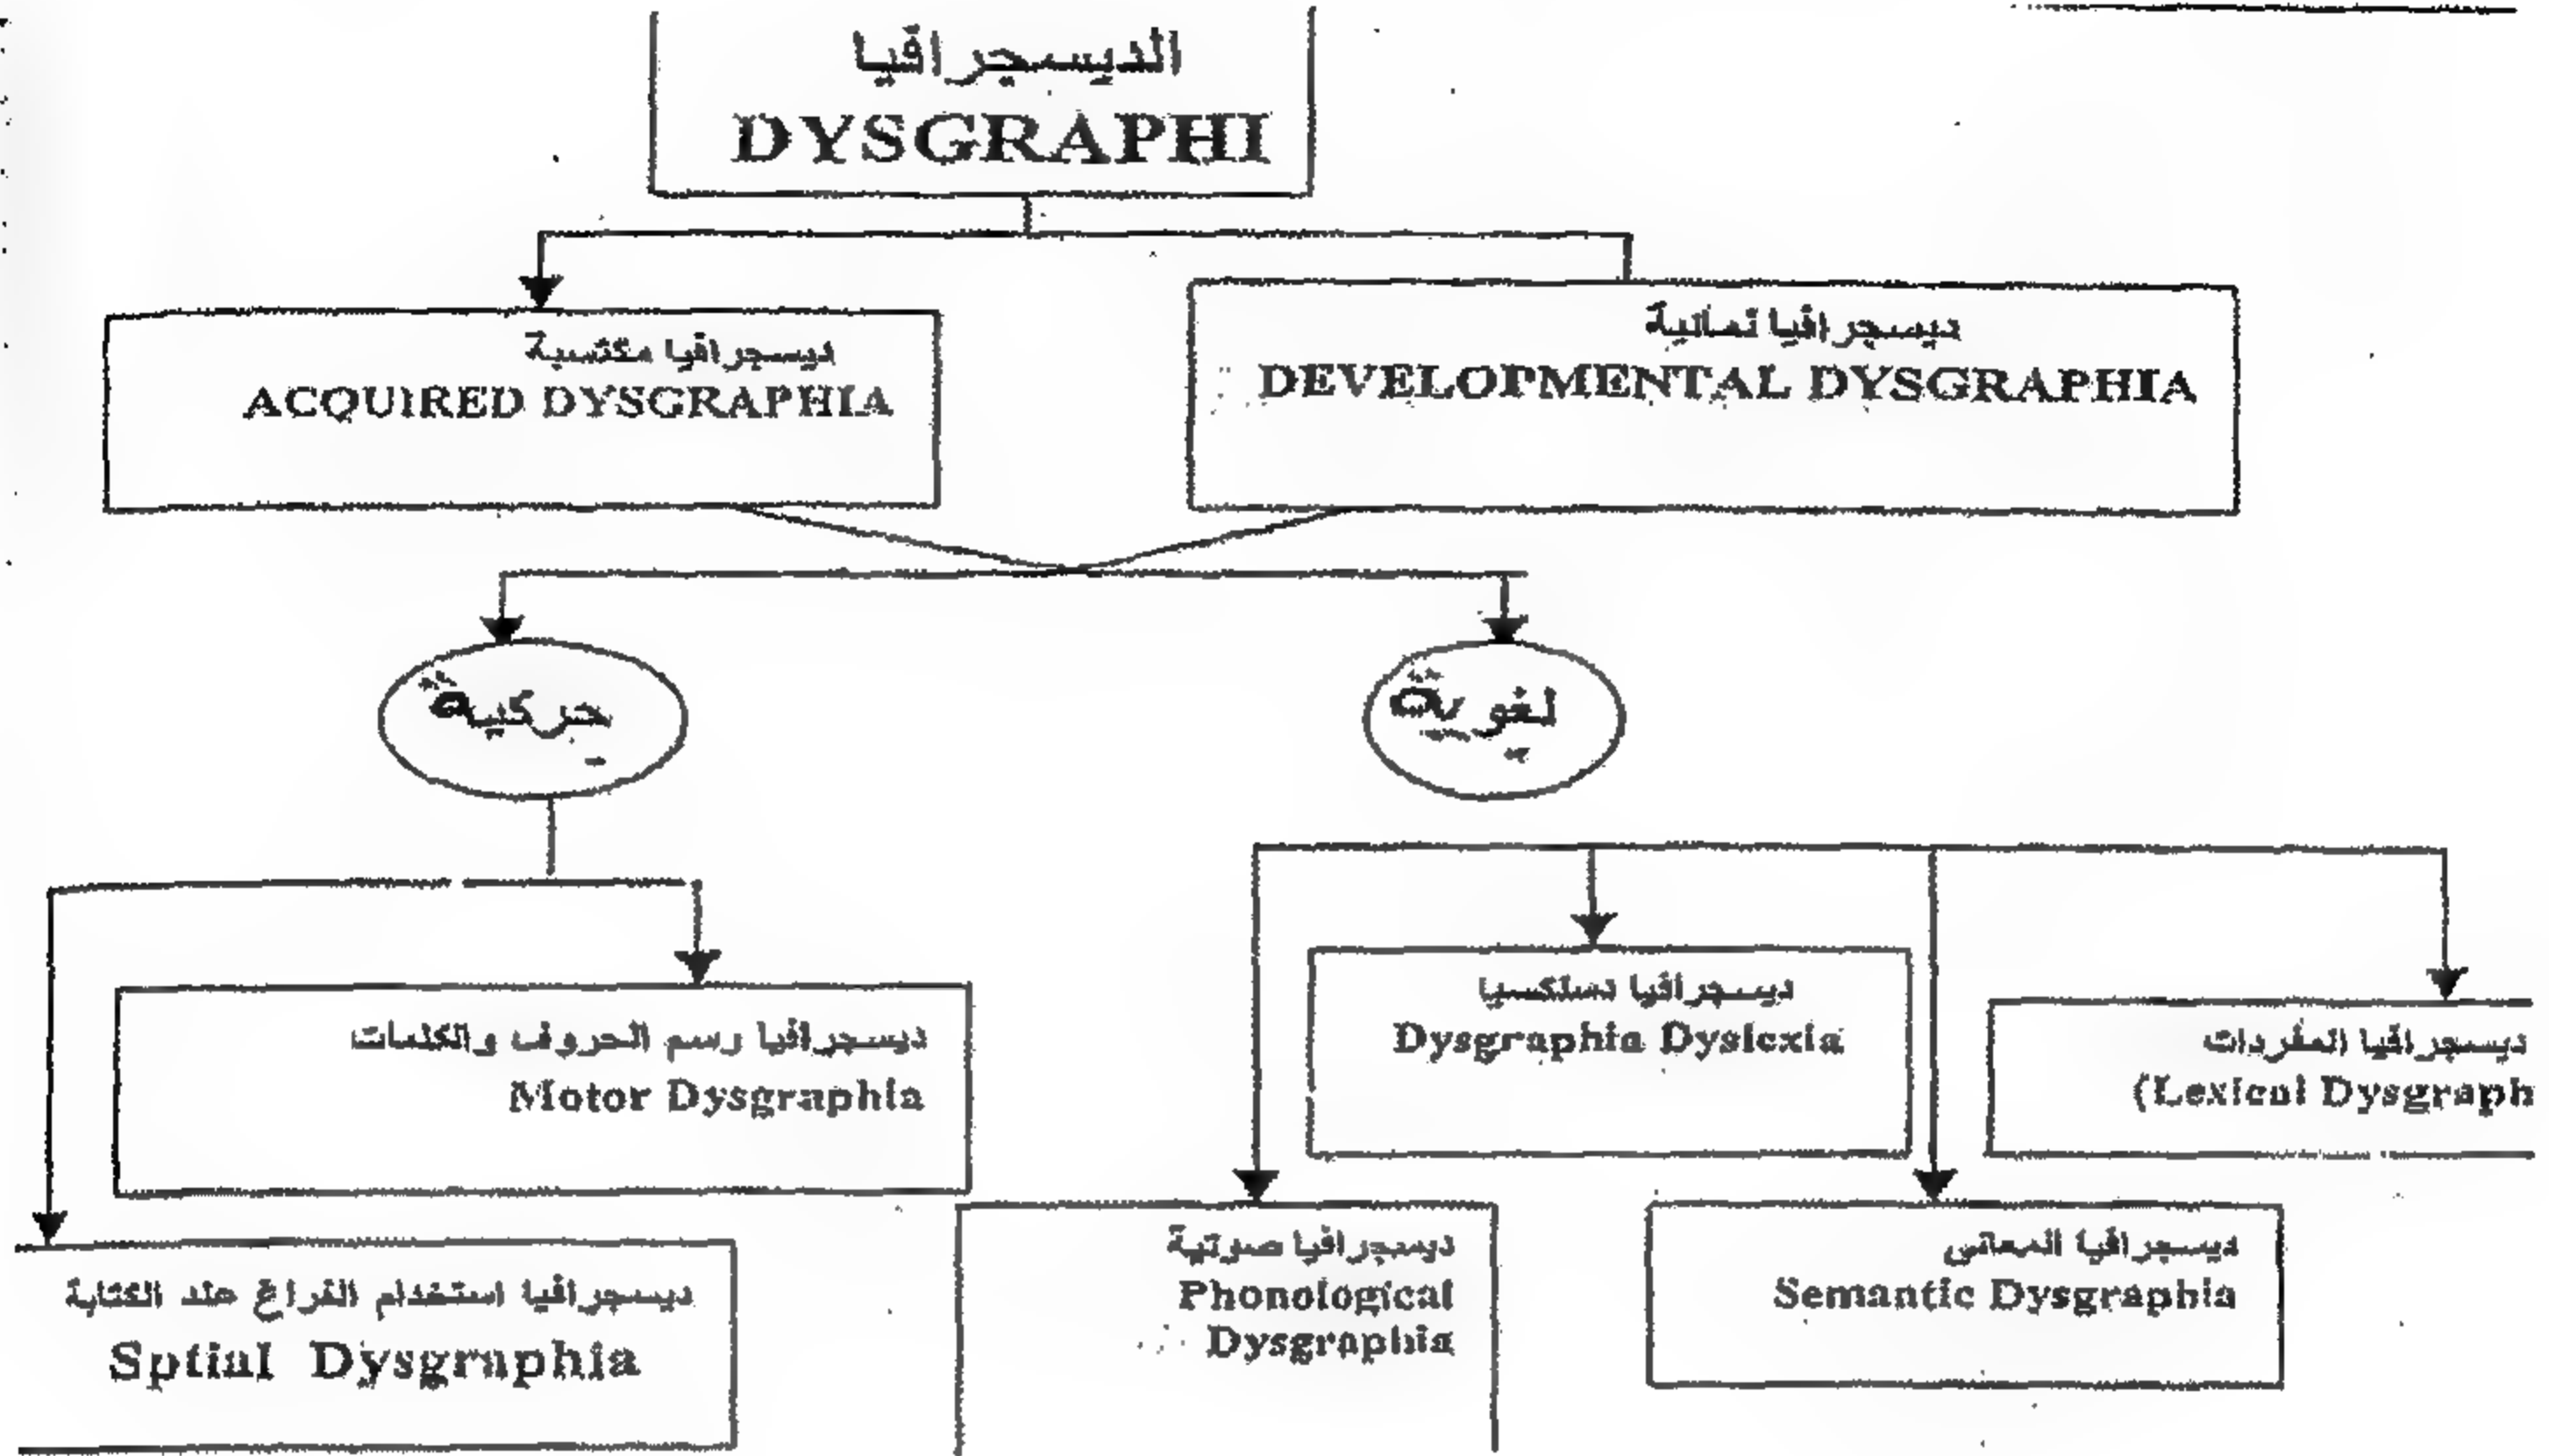 الديسجرافيا
DYSGRAPHI
ديسجرافيا نمائية
DEVELOPMENTAL DYSGRAPHIA
ديسجرافيا مكتسبة
ACQUIRED DYSGRAPHIA
لغوية
حركية
ديسجرافيا المفردات
(Lexical Dysgraph
ديسجرافيا دسلكسيا
Dysgraphia Dyslexia
ديسجرافيا رسم الحروف والكلمات
Motor Dysgraphia
ديسجرافيا المعانى
Semantic Dysgraphia
ديسجرافيا صوتية
Phonological
Dysgraphia
ديسجرافيا استخدام الفراغ عند الكتابة
Sptial Dysgraphia